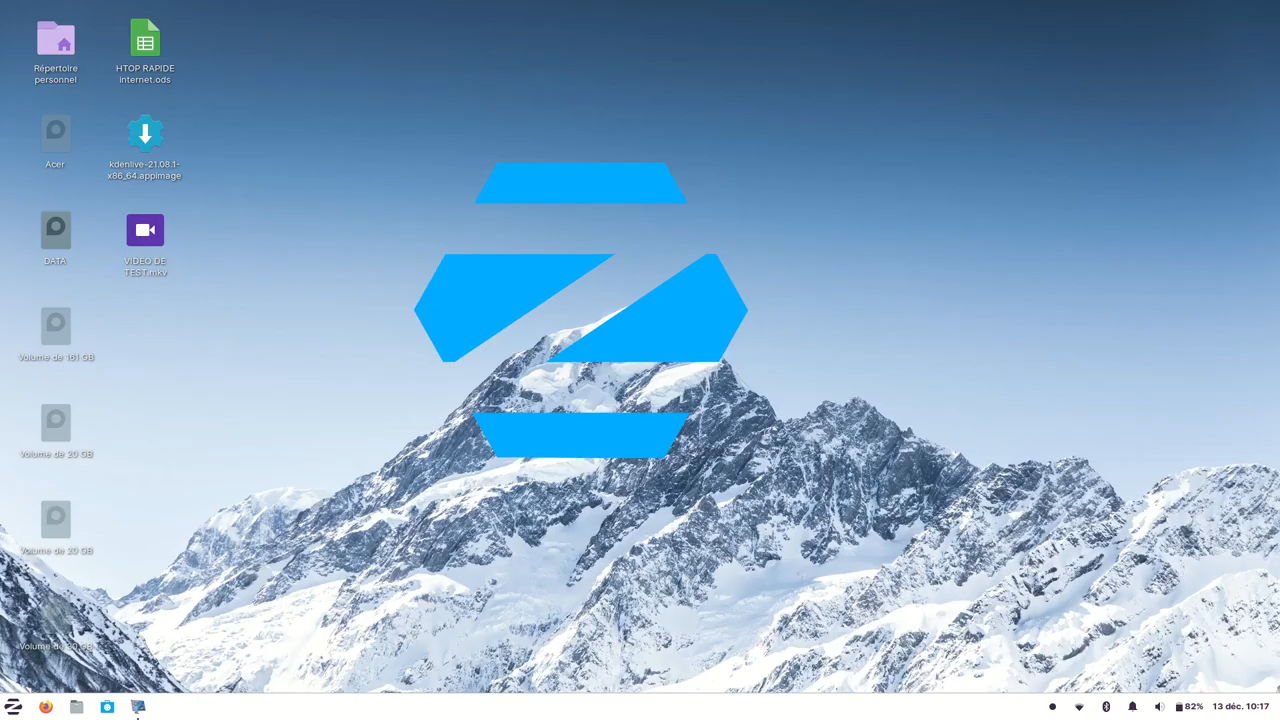 Répertoire
personnel
HTOP RAPIDE
internet.ods
Acer
kdenlive-21.08.1-
x86_64.appimage
DATA
VIDEO DE
TEST.mkv
Volume de 161 GB
Volume de 20 GB
Volume de 20 GB
82%
13 déc. 10:17